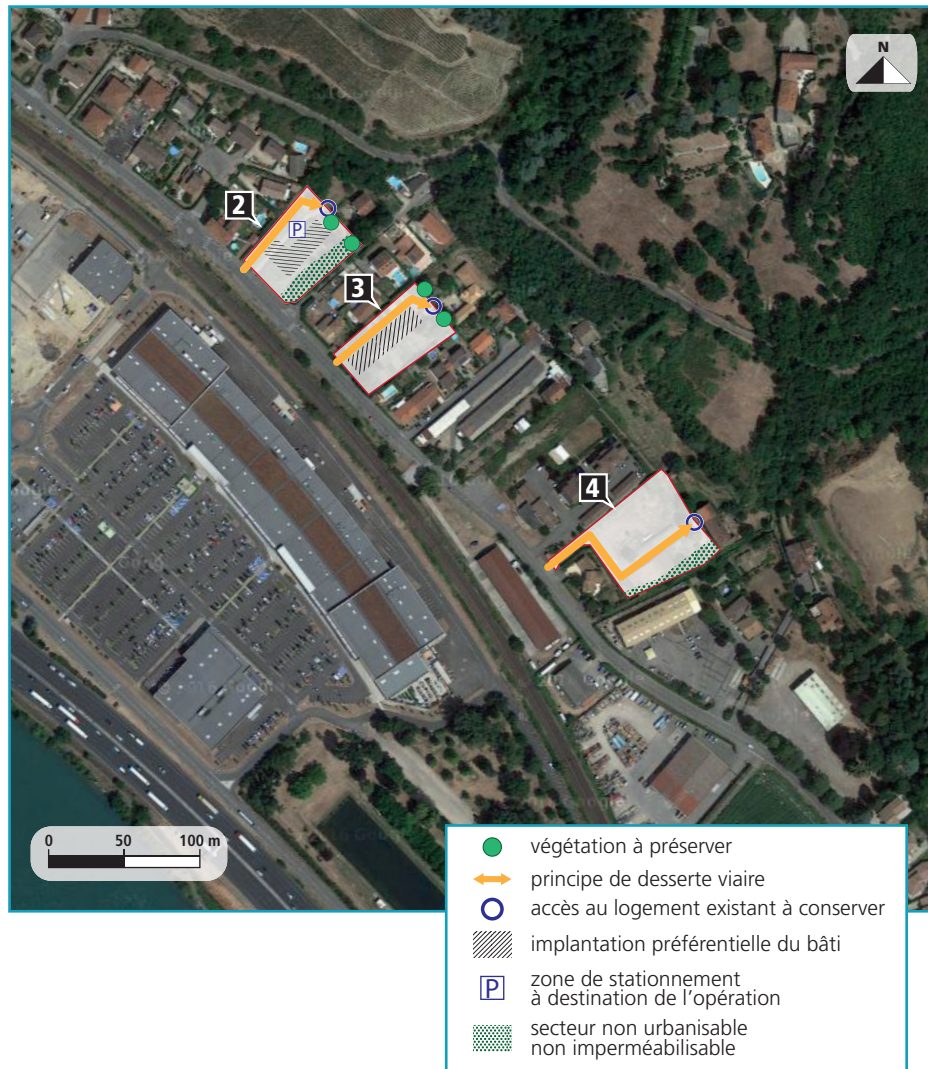 N
2
P
3
4
0 50 100 m
végétation à préserver
principe de desserte viaire
accès au logement existant à conserver
implantation préférentielle du bâti
P
zone de stationnement
à destination de l'opération
secteur non urbanisable
non imperméabilisable